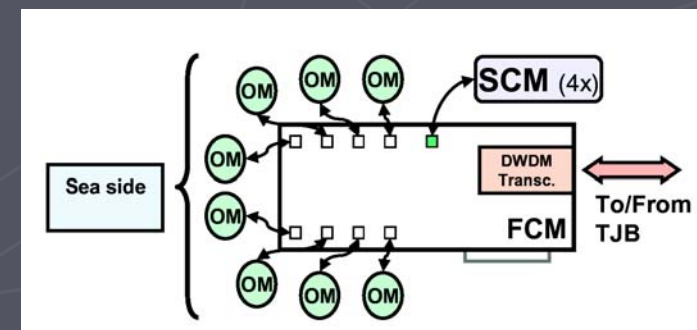 OM
OM
OM
SCM (4x)
OM
Sea side
DWDM
Transc.
To/From
TJB
FCM
OM
OM
OM
OM